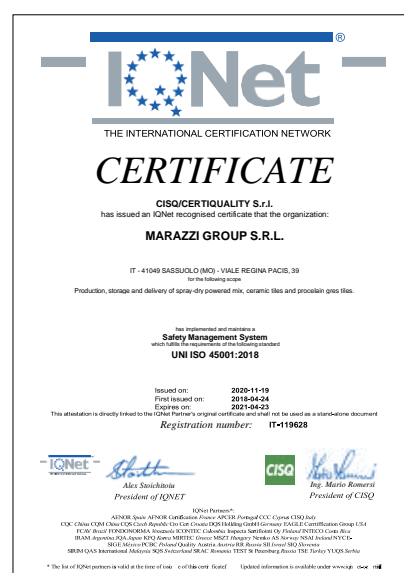 IQNet ®
THE INTERNATIONAL CERTIFICATION NETWORK
CERTIFICATE
CISQ/CERTIQUALITY S.r.l.
has issued an IQNet recognised certificate that the organization:
MARAZZI GROUP S.R.L.
IT - 41049 SASSUOLO (MO) - VIALE REGINA PACIS, 39
for the following scope
Production, storage and delivery of spray-dry powered mix, ceramic tiles and procelain gres tiles.
has implemented and maintains a
Safety Management System
which fulfills the requirements of the following standard
UNI ISO 45001:2018
Issued on: 2020-11-19
First issued on: 2018-04-24
Expires on: 2021-04-23
This attestation is directly linked to the IQNet Partner's original certificate and shall not be used as a stand-alone document
Registration number: IT-119628
IQNet
CISQ
Alex Stoichitoiu
President of IQNET
Ing. Mario Romersi
President of CISQ
IQNet Partners*:
AENOR Spain AFNOR Certification France APCER Portugal CCC Cyprus CISQ Italy
CQC China CQM China CQS Czech Republic Cro Cert Croatia DQS Holding GmbH Germany EAGLE Certification Group USA
FCAV Brazil FONDONORMA Venezuela ICONTEC Colombia Inspecta Sertifiointi Oy Finland INTECO Costa Rica
IRAM Argentina JQA Japan KFQ Korea MIRTEC Greece MSZT Hungary Nemko AS Norway NSAI Ireland NYCE-
SIGE México PCBC Poland Quality Austria Austria RR Russia SII Israel SIQ Slovenia
SIRIM QAS International Malaysia SQS Switzerland SRAC Romania TEST St Petersburg Russia TSE Turkey YUQS Serbia
* The list of IQNet partners is valid at the time of issue of this certificate. Updated information is available under